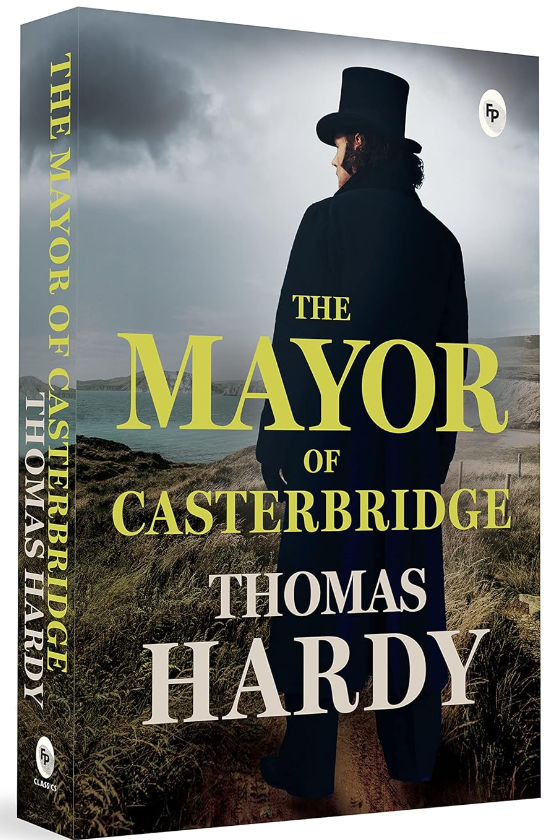 THE MAYOR OF CASTERBRIDGE
THOMAS HARDY
FP
CLASSICS
FP
THE
MAYOR
OF
CASTERBRIDGE
THOMAS
HARDY